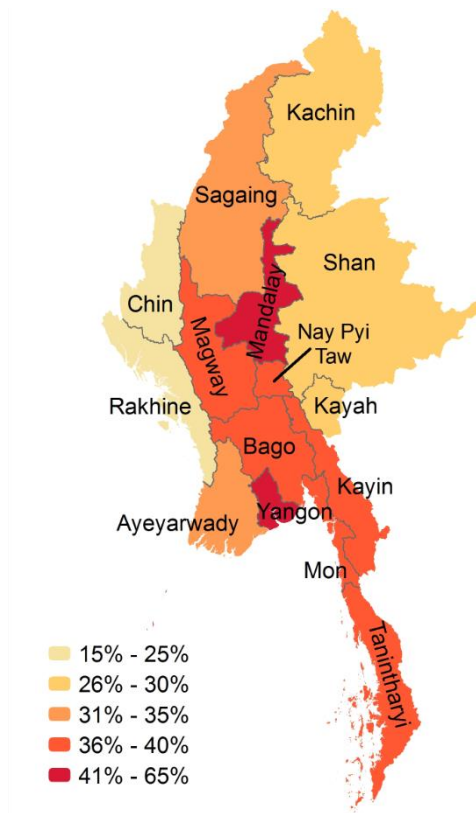 Kachin
Sagaing
Shan
Mandalay
Chin
Magway
Nay Pyi
Taw
Rakhine
Kayah
Bago
Kayin
Yangon
Ayeyarwady
Mon
Tanintharyi
15% - 25%
26% - 30%
31% - 35%
36% - 40%
41% - 65%